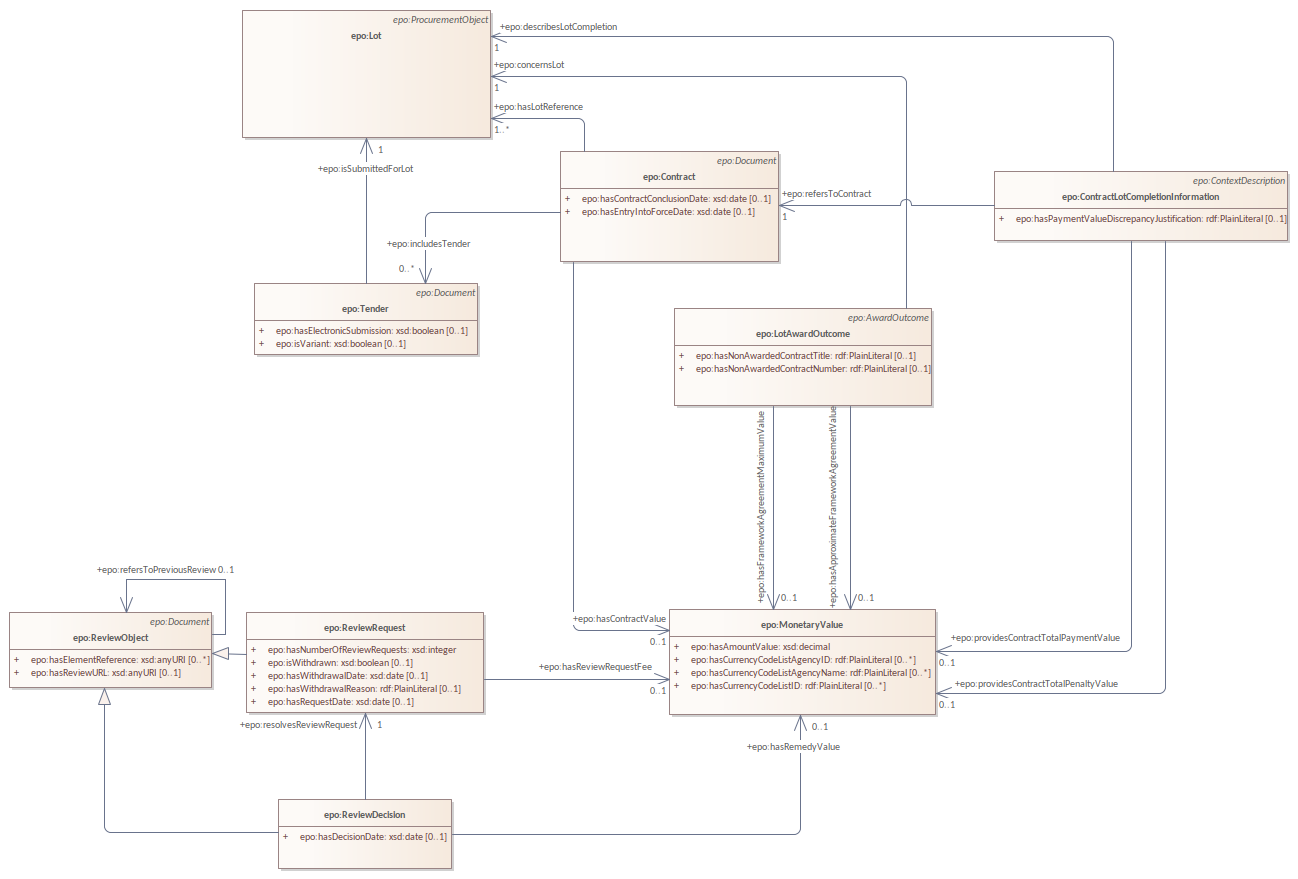 epo:ProcurementObject
epo:Lot
+epo:describesLotCompletion
1
+epo:concernsLot
1
+epo:hasLotReference
1..*
1
+epo:isSubmittedForLot
epo:Document
epo:Contract
+ epo:hasContractConclusionDate: xsd:date [0..1]
+ epo:hasEntryIntoForceDate: xsd:date [0..1]
+epo:refersToContract
1
epo:ContextDescription
epo:ContractLotCompletionInformation
+ epo:hasPaymentValueDiscrepancyJustification: rdf:PlainLiteral [0..1]
+epo:includesTender
0..*
epo:Document
epo:Tender
+ epo:hasElectronicSubmission: xsd:boolean [0..1]
+ epo:isVariant: xsd:boolean [0..1]
epo:AwardOutcome
epo:LotAwardOutcome
+ epo:hasNonAwardedContractTitle: rdf:PlainLiteral [0..1]
+ epo:hasNonAwardedContractNumber: rdf:PlainLiteral [0..1]
+epo:hasFrameworkAgreementMaximumValue
0..1
+epo:hasApproximateFrameworkAgreementValue
0..1
+epo:refersToPreviousReview 0..1
epo:Document
epo:ReviewObject
+ epo:hasElementReference: xsd:anyURI [0..*]
+ epo:hasReviewURL: xsd:anyURI [0..1]
epo:ReviewRequest
+ epo:hasNumberOfReviewRequests: xsd:integer
+ epo:isWithdrawn: xsd:boolean [0..1]
+ epo:hasWithdrawalDate: xsd:date [0..1]
+ epo:hasWithdrawalReason: rdf:PlainLiteral [0..1]
+ epo:hasRequestDate: xsd:date [0..1]
+epo:hasContractValue
0..1
+epo:hasReviewRequestFee
0..1
epo:MonetaryValue
+ epo:hasAmountValue: xsd:decimal
+ epo:hasCurrencyCodeListAgencyID: rdf:PlainLiteral [0..*]
+ epo:hasCurrencyCodeListAgencyName: rdf:PlainLiteral [0..*]
+ epo:hasCurrencyCodeListID: rdf:PlainLiteral [0..*]
+epo:providesContractTotalPaymentValue
0..1
+epo:providesContractTotalPenaltyValue
0..1
+epo:resolvesReviewRequest
1
0..1
+epo:hasRemedyValue
epo:ReviewDecision
+ epo:hasDecisionDate: xsd:date [0..1]